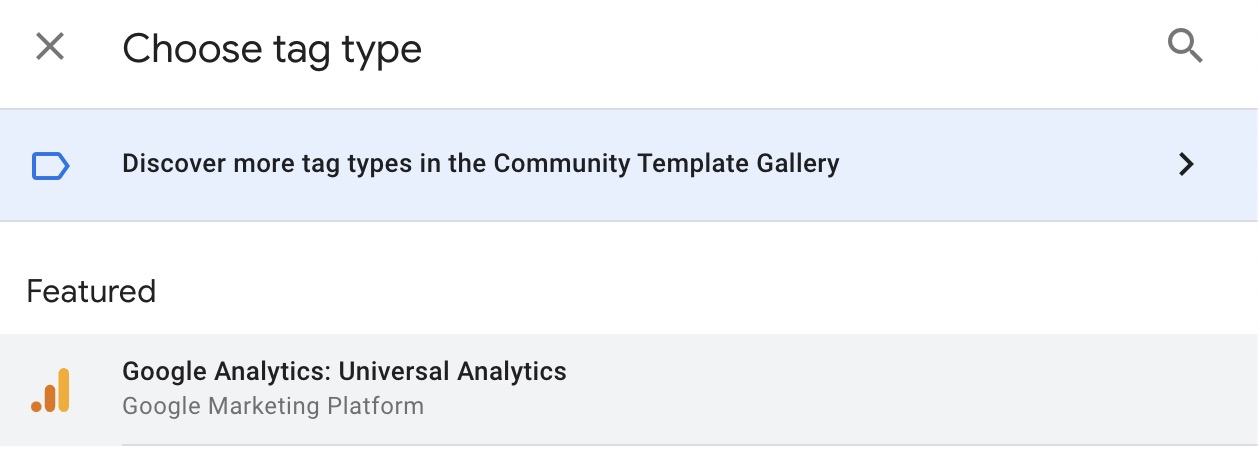 Choose tag type
Discover more tag types in the Community Template Gallery
Featured
Google Analytics: Universal Analytics
Google Marketing Platform